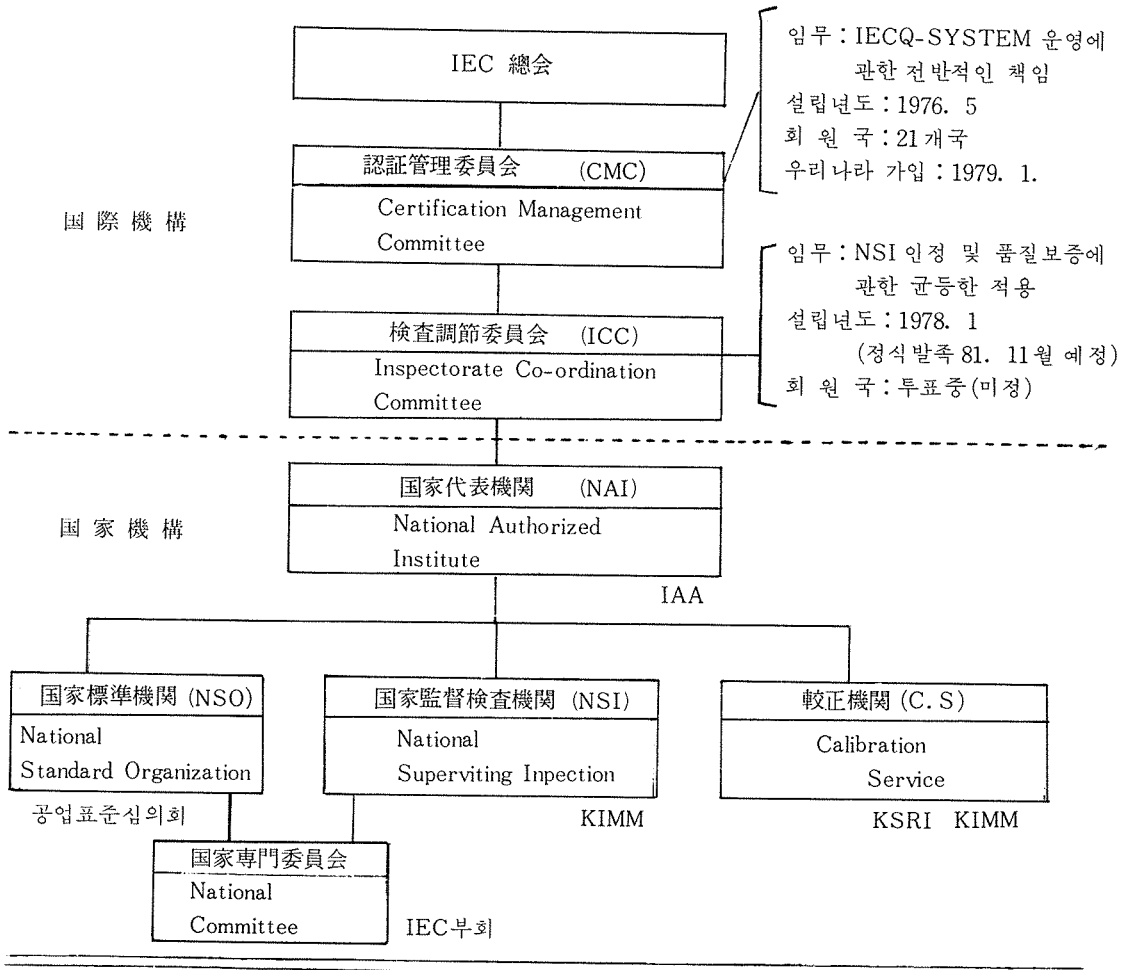 IEC 總会
임무 : IECQ-SYSTEM 운영에
관한 전반적인 책임
설립년도 : 1976. 5
회 원 국 : 21개국
우리나라 가입 : 1979. 1.
認証管理委員会 (CMC)
Certification Management
Committee
国際機構
임무 : NSI 인정 및 품질보증에
관한 균등한 적용
설립년도 : 1978. 1
(정식발족 81. 11월 예정)
회 원 국 : 투표중(미정)
検査調節委員会 (ICC)
Inspectorate Co-ordination
Committee
国家代表機関 (NAI)
National Authorized
Institute
IAA
国家機構
国家標準機関 (NSO)
National
Standard Organization
공업표준심의회
国家監督検査機関 (NSI)
National
Superviting Inpection
KIMM
較正機関 (C.S)
Calibration
Service
KSRI KIMM
国家専門委員会
National
Committee
IEC부회